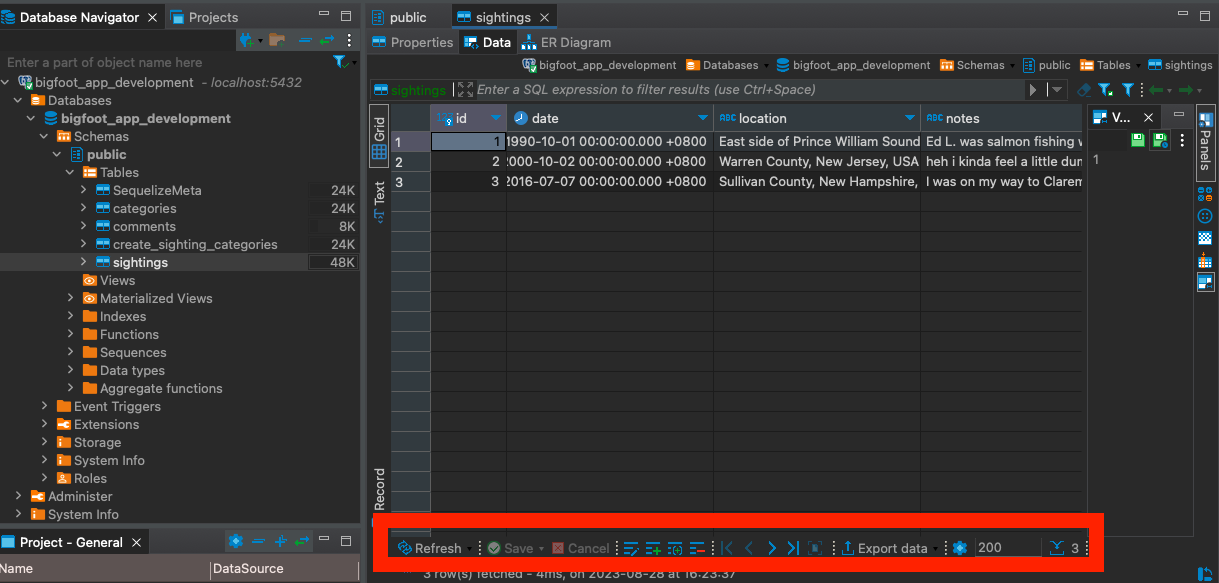 Database Navigator
Projects
Enter a part of object name here
bigfoot_app_development - localhost:5432
Databases
bigfoot_app_development
Schemas
public
Tables
SequelizeMeta 24K
categories 24K
comments 8K
create_sighting_categories 24K
sightings 48K
Views
Materialized Views
Indexes
Functions
Sequences
Data types
Aggregate functions
Event Triggers
Extensions
Storage
System Info
Roles
Administer
System Info
Project - General
Name DataSource
public
sightings
Properties Data ER Diagram
bigfoot_app_development Databases bigfoot_app_development Schemas public Tables sightings
sightings Enter a SQL expression to filter results (use Ctrl+Space)
Grid
Text
Record
123 id date ABC location ABC notes
1 1 1990-10-01 00:00:00.000 +0800 East side of Prince William Sound Ed L. was salmon fishing w
2 2 2000-10-02 00:00:00.000 +0800 Warren County, New Jersey, USA heh i kinda feel a little dum
3 3 2016-07-07 00:00:00.000 +0800 Sullivan County, New Hampshire, I was on my way to Clarem
V...
1
Panels
Refresh Save Cancel Export data 200 3
3 row(s) fetched - 4ms, on 2023-08-28 at 16:23:37